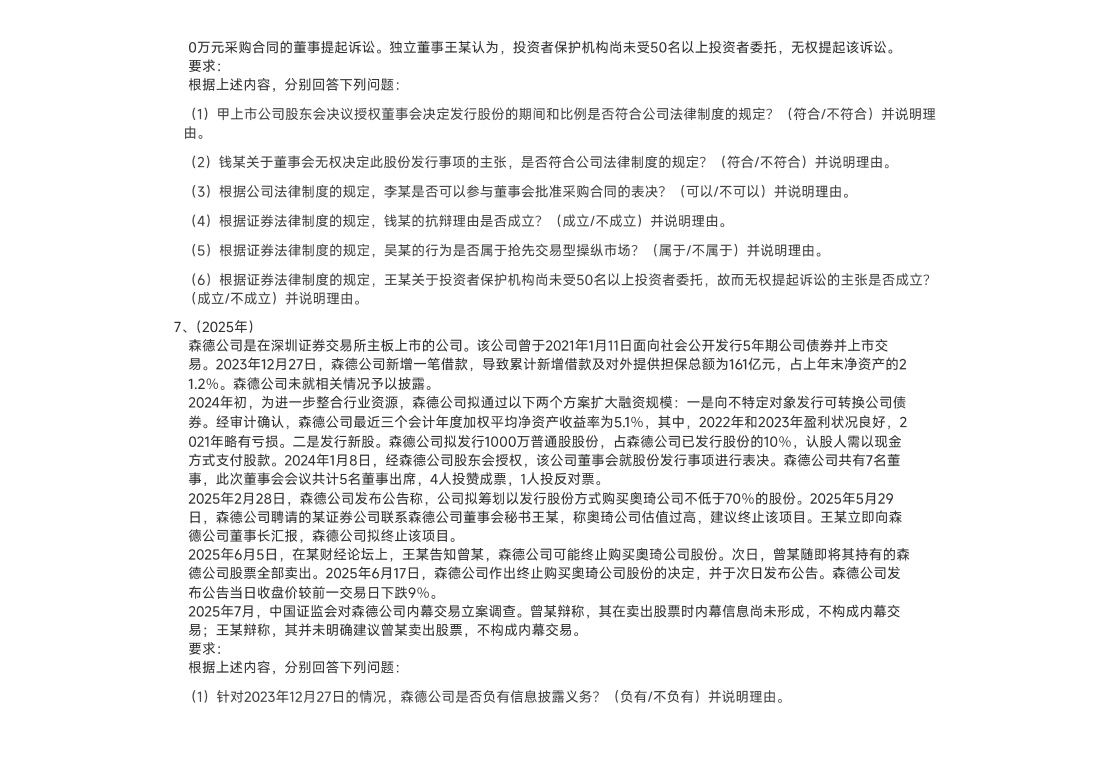 0万元采购合同的董事提起诉讼。独立董事王某认为，投资者保护机构尚未受50名以上投资者委托，无权提起该诉讼。
要求：
根据上述内容，分别回答下列问题：
（1）甲上市公司股东会决议授权董事会决定发行股份的期间和比例是否符合公司法律制度的规定？（符合/不符合）并说明理
由。
（2）钱某关于董事会无权决定此股份发行事项的主张，是否符合公司法律制度的规定？（符合/不符合）并说明理由。
（3）根据公司法律制度的规定，李某是否可以参与董事会批准采购合同的表决？（可以/不可以）并说明理由。
（4）根据证券法律制度的规定，钱某的抗辩理由是否成立？（成立/不成立）并说明理由。
（5）根据证券法律制度的规定，吴某的行为是否属于抢先交易型操纵市场？（属于/不属于）并说明理由。
（6）根据证券法律制度的规定，王某关于投资者保护机构尚未受50名以上投资者委托，故而无权提起诉讼的主张是否成立？
（成立/不成立）并说明理由。
7、（2025年）
森德公司是在深圳证券交易所主板上市的公司。该公司曾于2021年1月11日面向社会公开发行5年期公司债券并上市交
易。2023年12月27日，森德公司新增一笔借款，导致累计新增借款及对外提供担保总额为161亿元，占上年末净资产的2
1.2%。森德公司未就相关情况予以披露。
2024年初，为进一步整合行业资源，森德公司拟通过以下两个方案扩大融资规模：一是向不特定对象发行可转换公司债
券。经审计确认，森德公司最近三个会计年度加权平均净资产收益率为5.1%，其中，2022年和2023年盈利状况良好，2
021年略有亏损。二是发行新股。森德公司拟发行1000万普通股股份，占森德公司已发行股份的10%，认股人需以现金
方式支付股款。2024年1月8日，经森德公司股东会授权，该公司董事会就股份发行事项进行表决。森德公司共有7名董
事，此次董事会会议共计5名董事出席，4人投赞成票，1人投反对票。
2025年2月28日，森德公司发布公告称，公司拟筹划以发行股份方式购买奥琦公司不低于70%的股份。2025年5月29
日，森德公司聘请的某证券公司联系森德公司董事会秘书王某，称奥琦公司估值过高，建议终止该项目。王某立即向森
德公司董事长汇报，森德公司拟终止该项目。
2025年6月5日，在某财经论坛上，王某告知曾某，森德公司可能终止购买奥琦公司股份。次日，曾某随即将其持有的森
德公司股票全部卖出。2025年6月17日，森德公司作出终止购买奥琦公司股份的决定，并于次日发布公告。森德公司发
布公告当日收盘价较前一交易日下跌9%。
2025年7月，中国证监会对森德公司内幕交易立案调查。曾某辩称，其在卖出股票时内幕信息尚未形成，不构成内幕交
易；王某辩称，其并未明确建议曾某卖出股票，不构成内幕交易。
要求：
根据上述内容，分别回答下列问题：
（1）针对2023年12月27日的情况，森德公司是否负有信息披露义务？（负有/不负有）并说明理由。